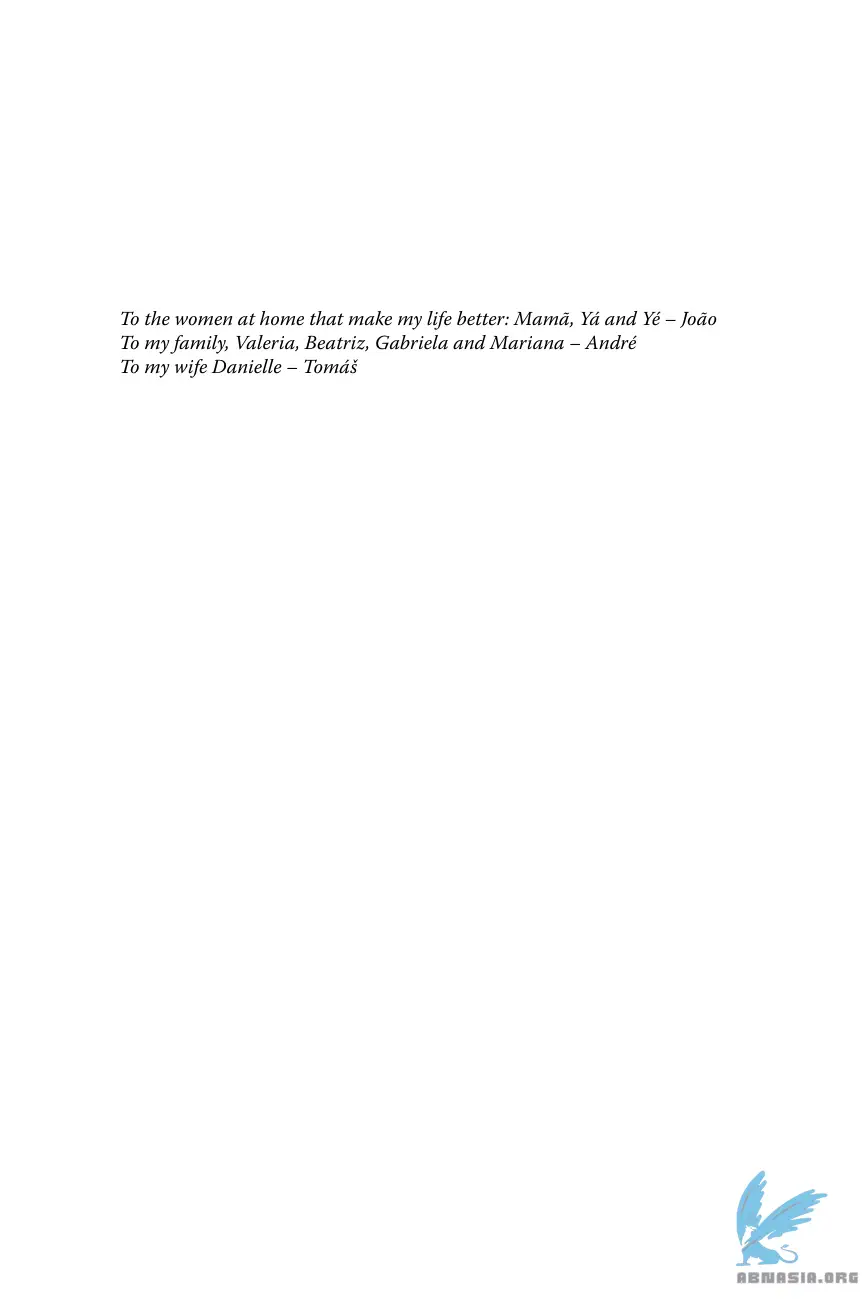 To the women at home that make my life better: Mamã, Yá and Yé – João
To my family, Valeria, Beatriz, Gabriela and Mariana – André
To my wife Danielle – Tomáš
ABNASIA.ORG